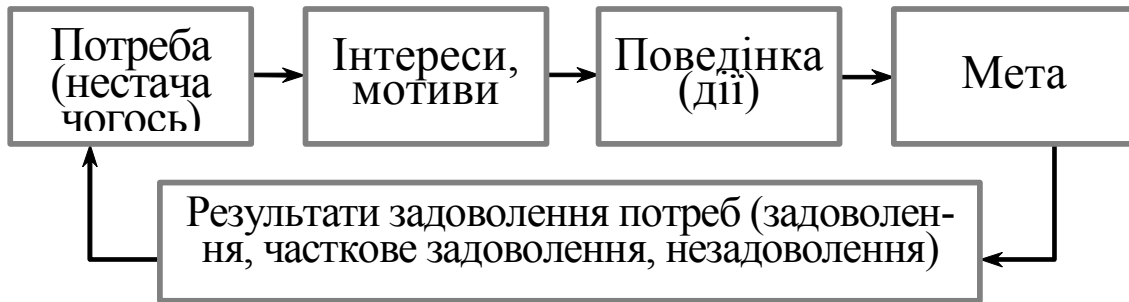 Потреба
(нестача
чогось)
Інтереси,
мотиви
Поведінка
(дії)
Мета
Результати задоволення потреб (задоволен-
ня, часткове задоволення, незадоволення)